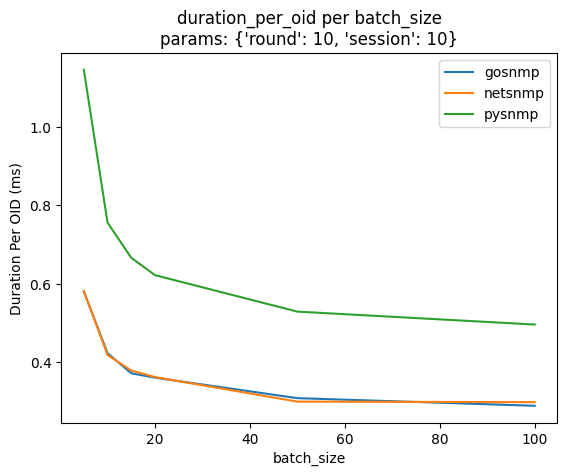 duration_per_oid per batch_size
params: {'round': 10, 'session': 10}
gosnmp
netsnmp
pysnmp
Duration Per OID (ms)
1.0
0.8
0.6
0.4
20
40
60
80
100
batch_size